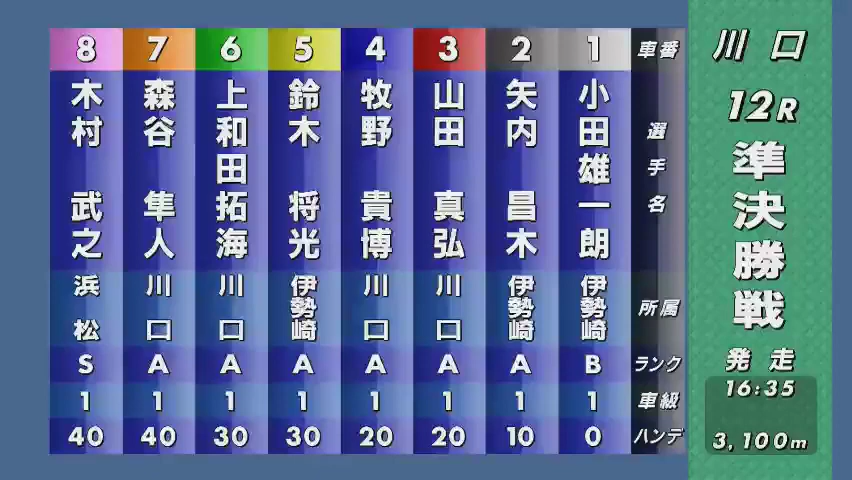 川口
12R
準決勝戦
発走
16:35
3,100m
車番 選手名 所属 ランク 車級 ハンデ
1 小田雄一朗 伊勢崎 B 1 0
2 矢内 昌木 伊勢崎 A 1 10
3 山田 真弘 川口 A 1 20
4 牧野 貴博 川口 A 1 20
5 鈴木 将光 伊勢崎 A 1 30
6 上和田拓海 川口 A 1 30
7 森谷 隼人 川口 A 1 40
8 木村 武之 浜松 S 1 40